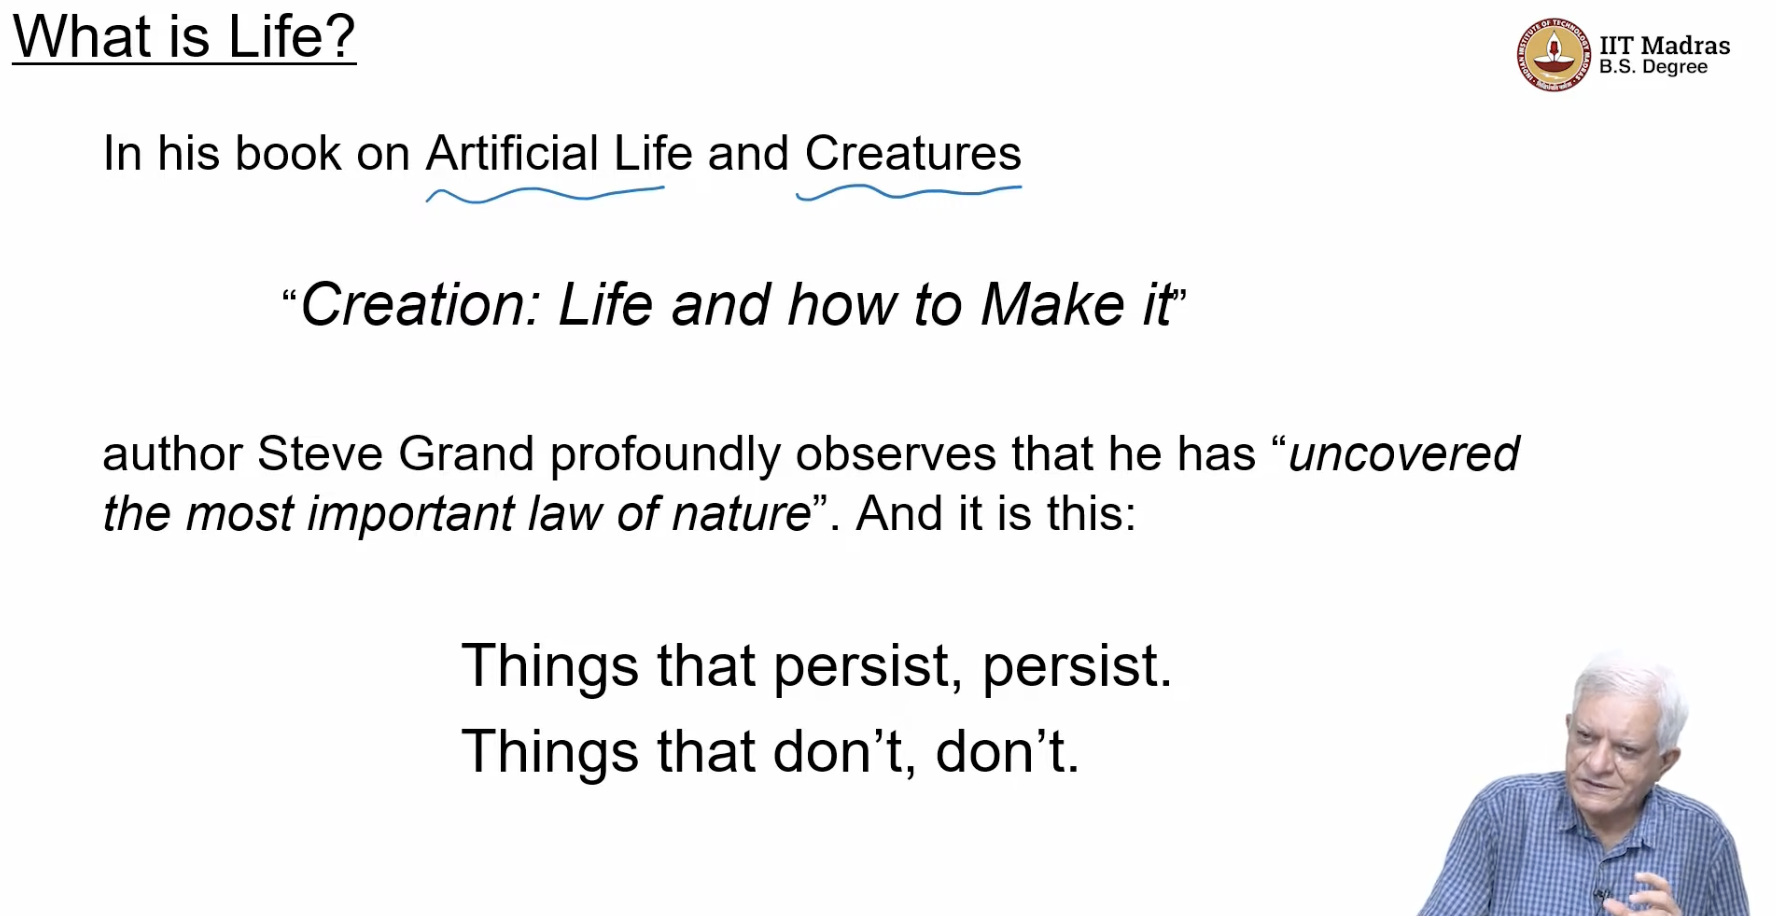 What is Life?
IIT Madras
B.S. Degree
In his book on Artificial Life and Creatures
“Creation: Life and how to Make it”
author Steve Grand profoundly observes that he has “uncovered
the most important law of nature”. And it is this:
Things that persist, persist.
Things that don’t, don’t.